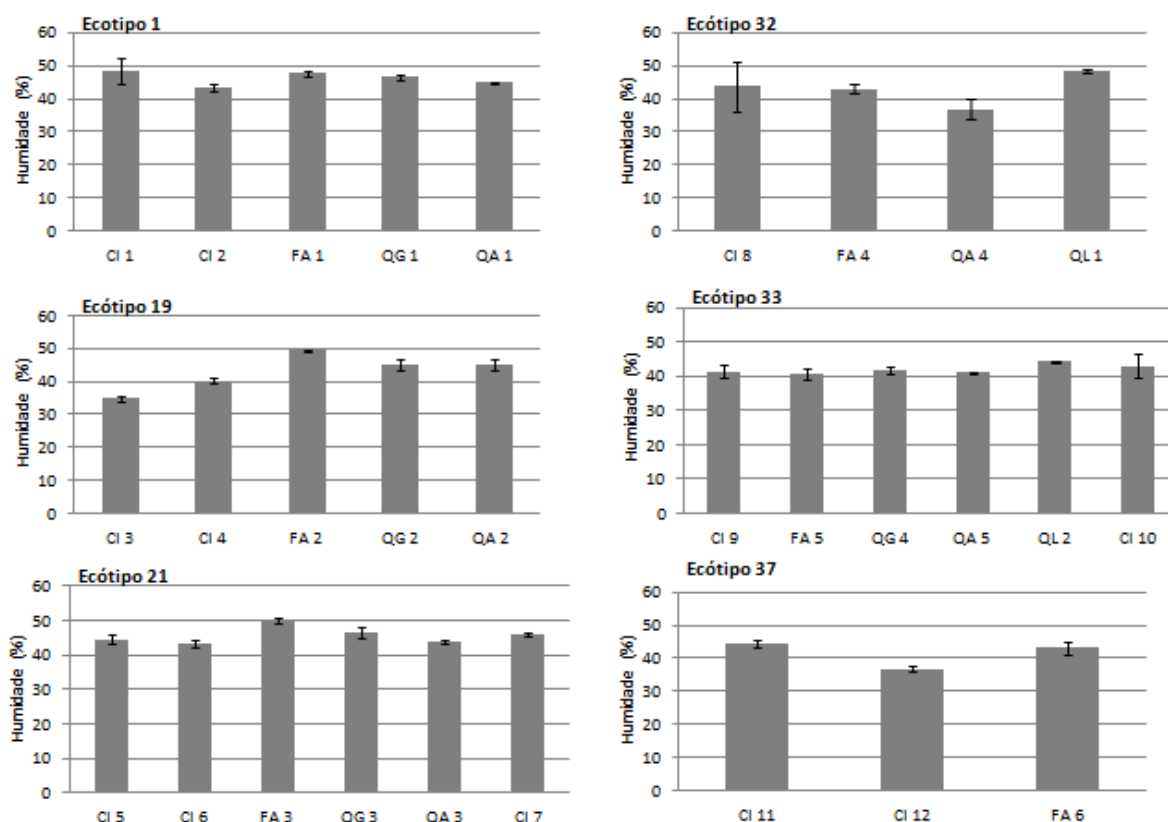 Ecotipo 1
Humidade (%)
60
50
40
30
20
10
0
CI 1 CI 2 FA 1 QG 1 QA 1
Ecótipo 32
Humidade (%)
60
50
40
30
20
10
0
CI 8 FA 4 QA 4 QL 1
Ecótipo 19
Humidade (%)
60
50
40
30
20
10
0
CI 3 CI 4 FA 2 QG 2 QA 2
Ecótipo 33
Humidade (%)
60
50
40
30
20
10
0
CI 9 FA 5 QG 4 QA 5 QL 2 CI 10
Ecótipo 21
Humidade (%)
60
50
40
30
20
10
0
CI 5 CI 6 FA 3 QG 3 QA 3 CI 7
Ecótipo 37
Humidade (%)
60
50
40
30
20
10
0
CI 11 CI 12 FA 6